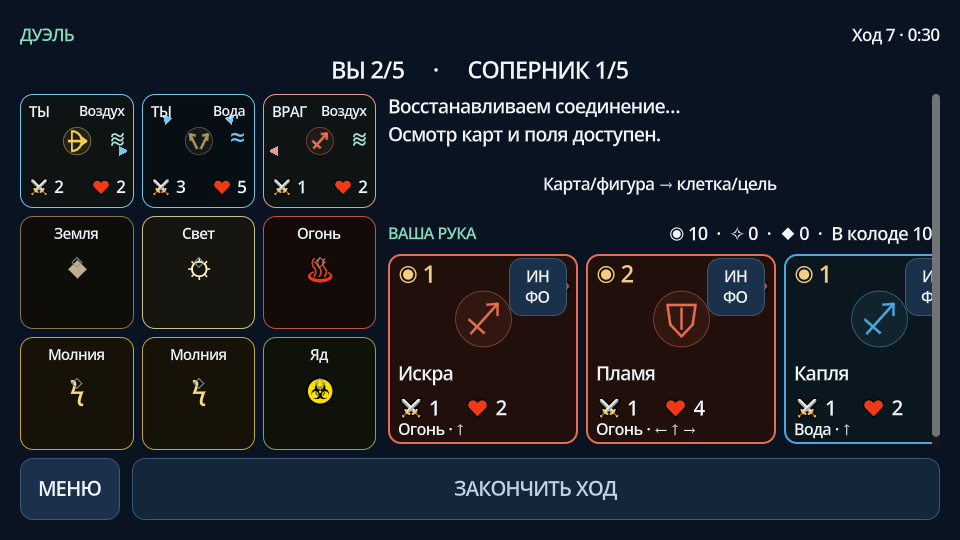 ДУЭЛЬ
Ход 7 · 0:30
ВЫ 2/5 · СОПЕРНИК 1/5
ТЫ Воздух
2 2
ТЫ Вода
3 5
ВРАГ Воздух
1 2
Земля
Свет
Огонь
Молния
Молния
Яд
Восстанавливаем соединение...
Осмотр карт и поля доступен.
Карта/фигура → клетка/цель
ВАША РУКА
◉ 10 · ✧ 0 · ◆ 0 · В колоде 10
◉ 1
ИН
ФО
Искра
1 2
Огонь · ↑
◉ 2
ИН
ФО
Пламя
1 4
Огонь · ← ↑ →
◉ 1
Капля
1 2
Вода · ↑
МЕНЮ
ЗАКОНЧИТЬ ХОД